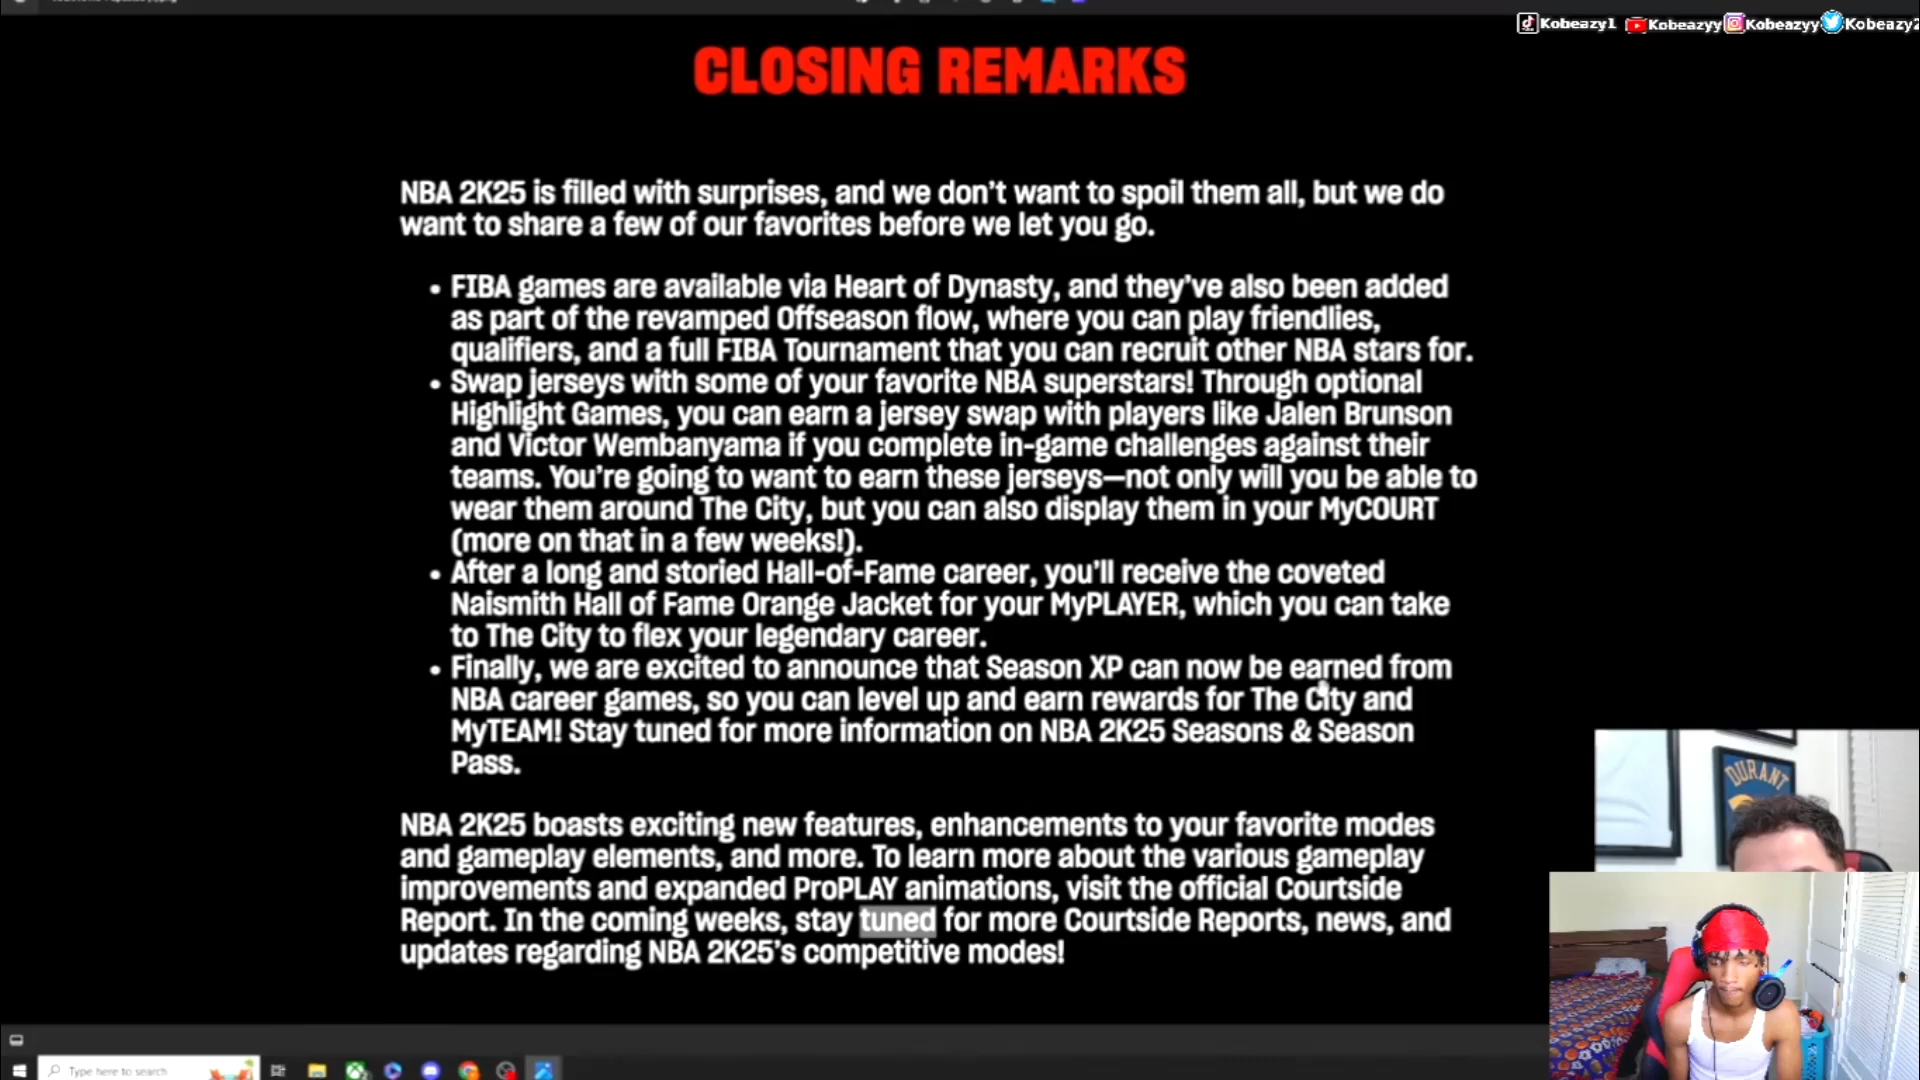 Kobeazy1 Kobeazyy Kobeazyy Kobeazy2
CLOSING REMARKS
NBA 2K25 is filled with surprises, and we don't want to spoil them all, but we do
want to share a few of our favorites before we let you go.
• FIBA games are available via Heart of Dynasty, and they've also been added
as part of the revamped Offseason flow, where you can play friendlies,
qualifiers, and a full FIBA Tournament that you can recruit other NBA stars for.
• Swap jerseys with some of your favorite NBA superstars! Through optional
Highlight Games, you can earn a jersey swap with players like Jalen Brunson
and Victor Wembanyama if you complete in-game challenges against their
teams. You're going to want to earn these jerseys—not only will you be able to
wear them around The City, but you can also display them in your MyCOURT
(more on that in a few weeks!).
• After a long and storied Hall-of-Fame career, you'll receive the coveted
Naismith Hall of Fame Orange Jacket for your MyPLAYER, which you can take
to The City to flex your legendary career.
• Finally, we are excited to announce that Season XP can now be earned from
NBA career games, so you can level up and earn rewards for The City and
MyTEAM! Stay tuned for more information on NBA 2K25 Seasons & Season
Pass.
NBA 2K25 boasts exciting new features, enhancements to your favorite modes
and gameplay elements, and more. To learn more about the various gameplay
improvements and expanded ProPLAY animations, visit the official Courtside
Report. In the coming weeks, stay tuned for more Courtside Reports, news, and
updates regarding NBA 2K25's competitive modes!
DURANT
Type here to search